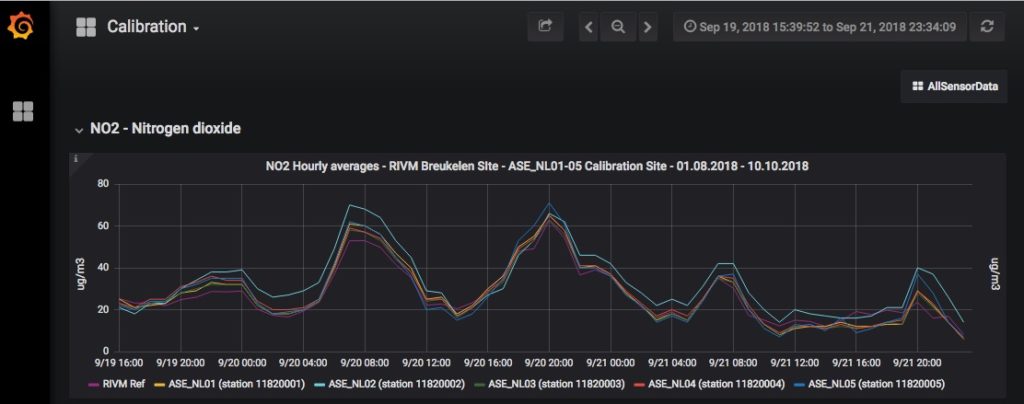 Calibration
Sep 19, 2018 15:39:52 to Sep 21, 2018 23:34:09
AllSensorData
NO2 - Nitrogen dioxide
i
NO2 Hourly averages - RIVM Breukelen SIte - ASE_NL01-05 Calibration Site - 01.08.2018 - 10.10.2018
80
60
40
20
0
ug/m3
ug/m3
9/19 16:00 9/19 20:00 9/20 00:00 9/20 04:00 9/20 08:00 9/20 12:00 9/20 16:00 9/20 20:00 9/21 00:00 9/21 04:00 9/21 08:00 9/21 12:00 9/21 16:00 9/21 20:00
RIVM Ref ASE_NL01 (station 11820001) ASE_NL02 (station 11820002) ASE_NL03 (station 11820003) ASE_NL04 (station 11820004) ASE_NL05 (station 11820005)